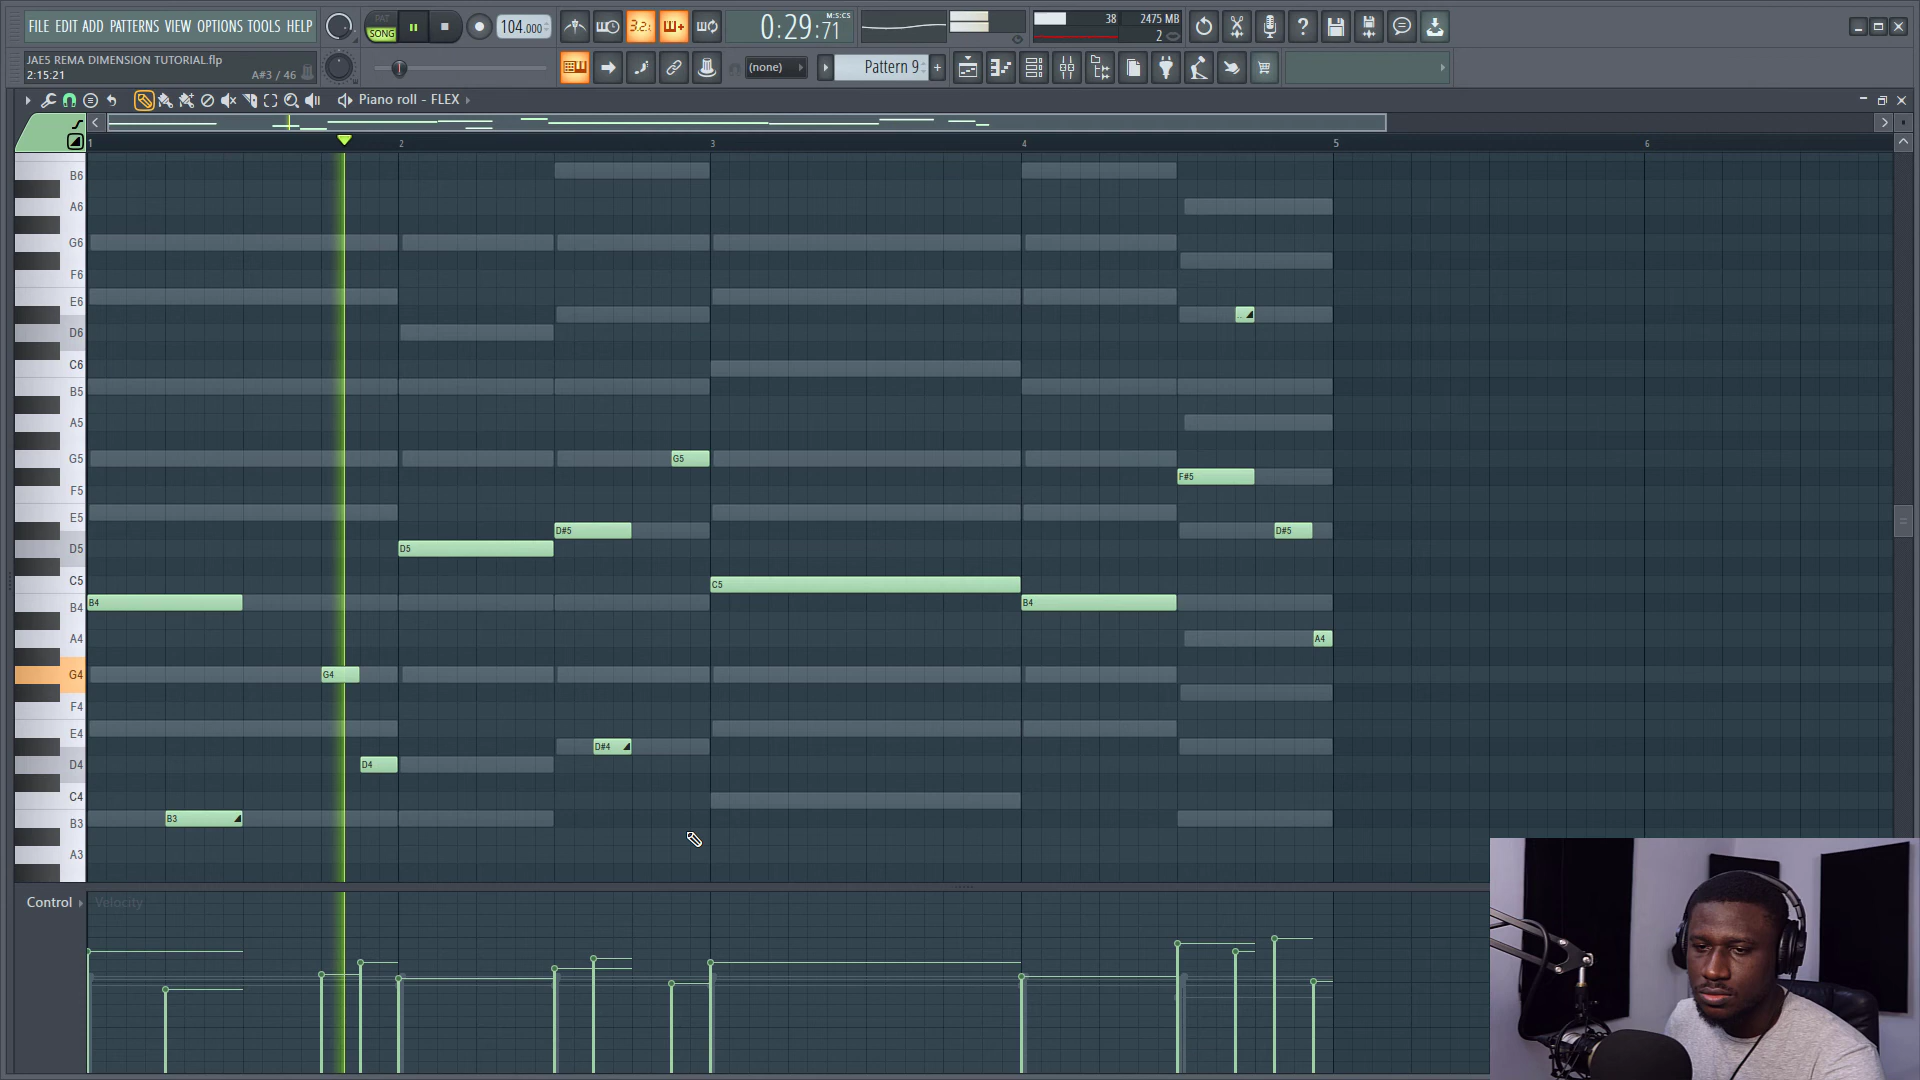 FILE EDIT ADD PATTERNS VIEW OPTIONS TOOLS HELP
PAT
SONG
104.000
3.2.
0:29:71
M:S:CS
38
2475 MB
2
JAE5 REMA DIMENSION TUTORIAL.flp
2:15:21
A#3 / 46
(none)
Pattern 9
Piano roll - FLEX
1
2
3
4
5
6
B6
A6
G6
F6
E6
D6
C6
B5
A5
G5
G5
F#5
F5
E5
D#5
D#5
D5
D5
C5
C5
B4
B4
B4
A4
A4
G4
G4
F4
E4
D#4
D4
D4
C4
B3
B3
A3
Control
Velocity